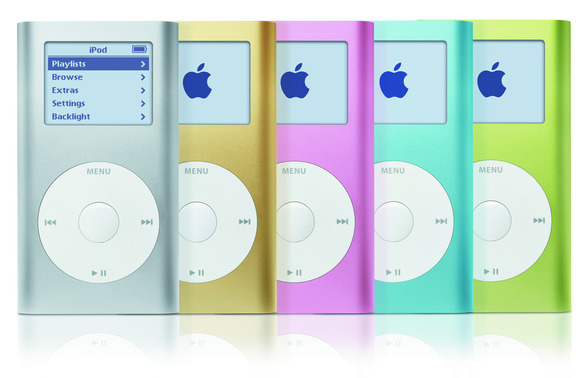 iPod
Playlists
Browse
Extras
Settings
Backlight
MENU
MENU
MENU
MENU
MENU